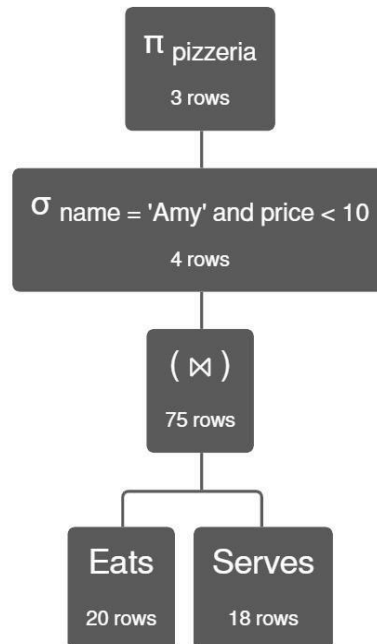 π pizzeria
3 rows
σ name = 'Amy' and price < 10
4 rows
( ⋈ )
75 rows
Eats Serves
20 rows 18 rows